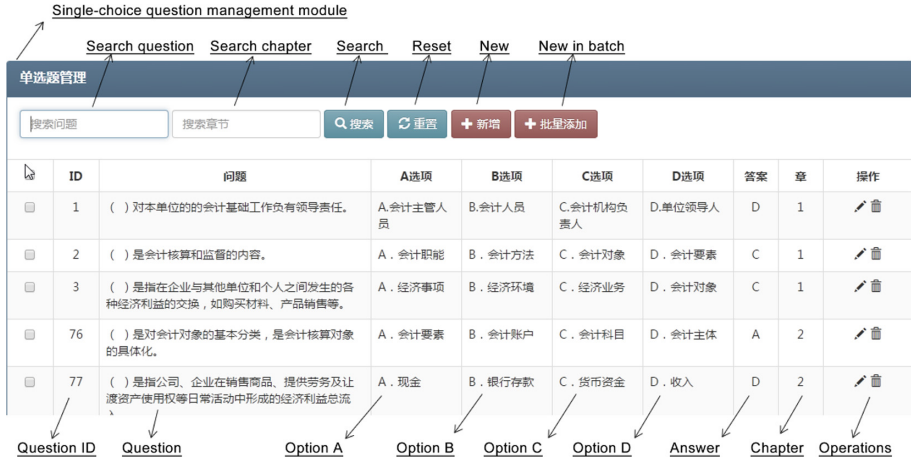 Single-choice question management module
Search question Search chapter Search Reset New New in batch
单选题管理
搜索问题 搜索章节 搜索 重置 新增 批量添加
ID 问题 A选项 B选项 C选项 D选项 答案 章 操作
1 （ ）对本单位的的会计基础工作负有领导责任。 A.会计主管人 B.会计人员 C.会计机构负 D.单位领导人 D 1
员 责人
2 （ ）是会计核算和监督的内容。 A．会计职能 B．会计方法 C．会计对象 D．会计要素 C 1
3 （ ）是指在企业与其他单位和个人之间发生的各 A．经济事项 B．经济环境 C．经济业务 D．会计对象 C 1
种经济利益的交换，如购买材料、产品销售等。
76 （ ）是对会计对象的基本分类，是会计核算对象 A．会计要素 B．会计账户 C．会计科目 D．会计主体 A 2
的具体化。
77 （ ）是指公司、企业在销售商品、提供劳务及让 A．现金 B．银行存款 C．货币资金 D．收入 D 2
渡资产使用权等日常活动中形成的经济利益总流
Question ID Question Option A Option B Option C Option D Answer Chapter Operations